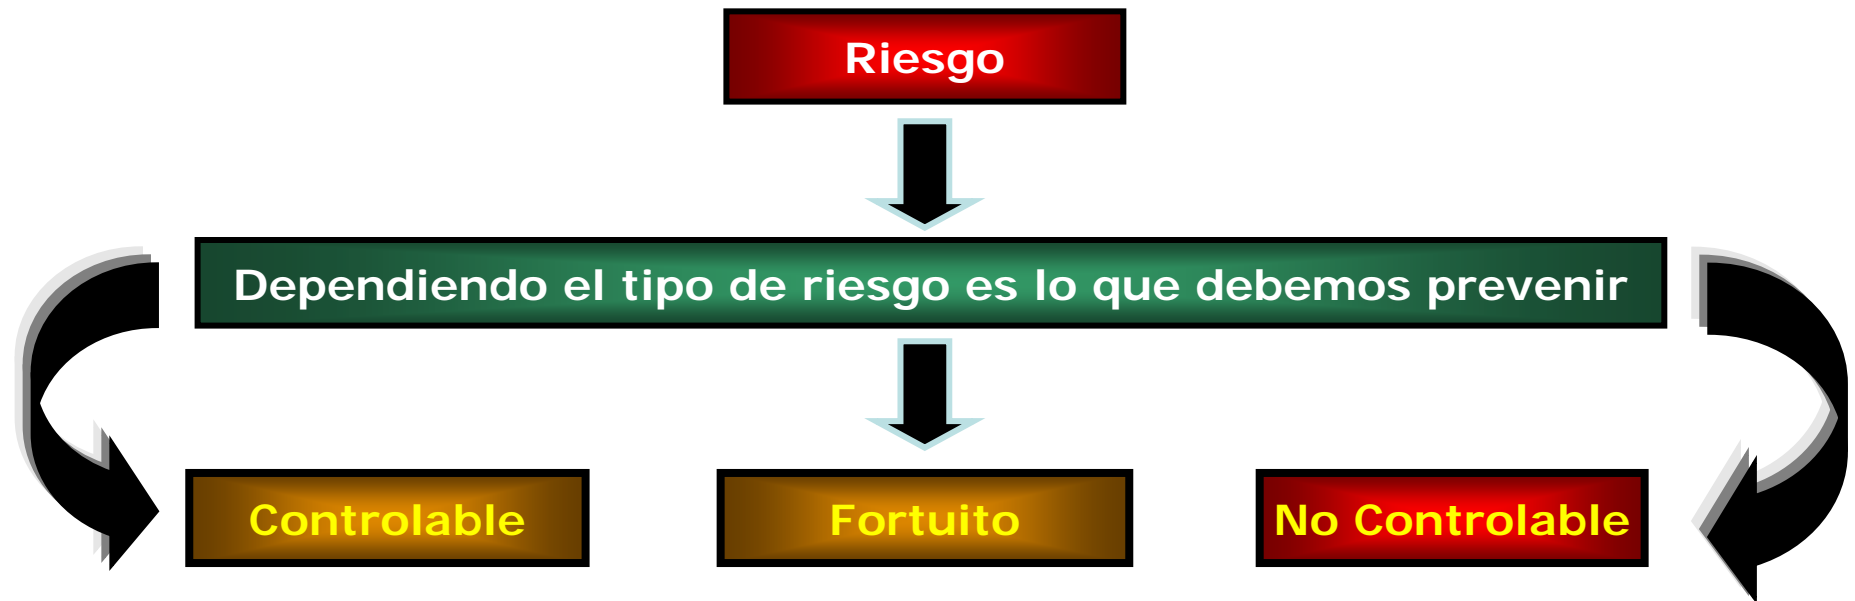 Riesgo
Dependiendo el tipo de riesgo es lo que debemos prevenir
Controlable
Fortuito
No Controlable